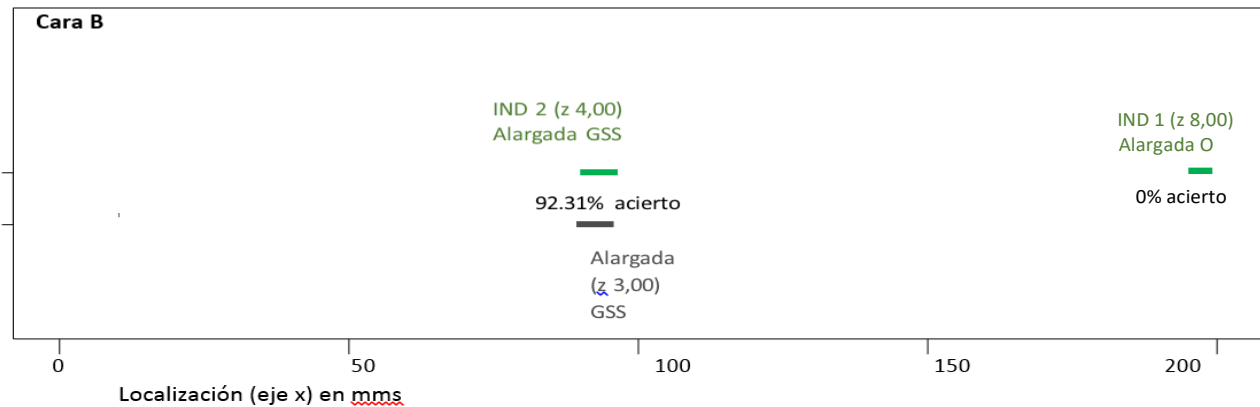 Cara B
IND 2 (z 4,00)
Alargada GSS
IND 1 (z 8,00)
Alargada O
92.31% acierto
0% acierto
Alargada
(z 3,00)
GSS
0 50 100 150 200
Localización (eje x) en mms